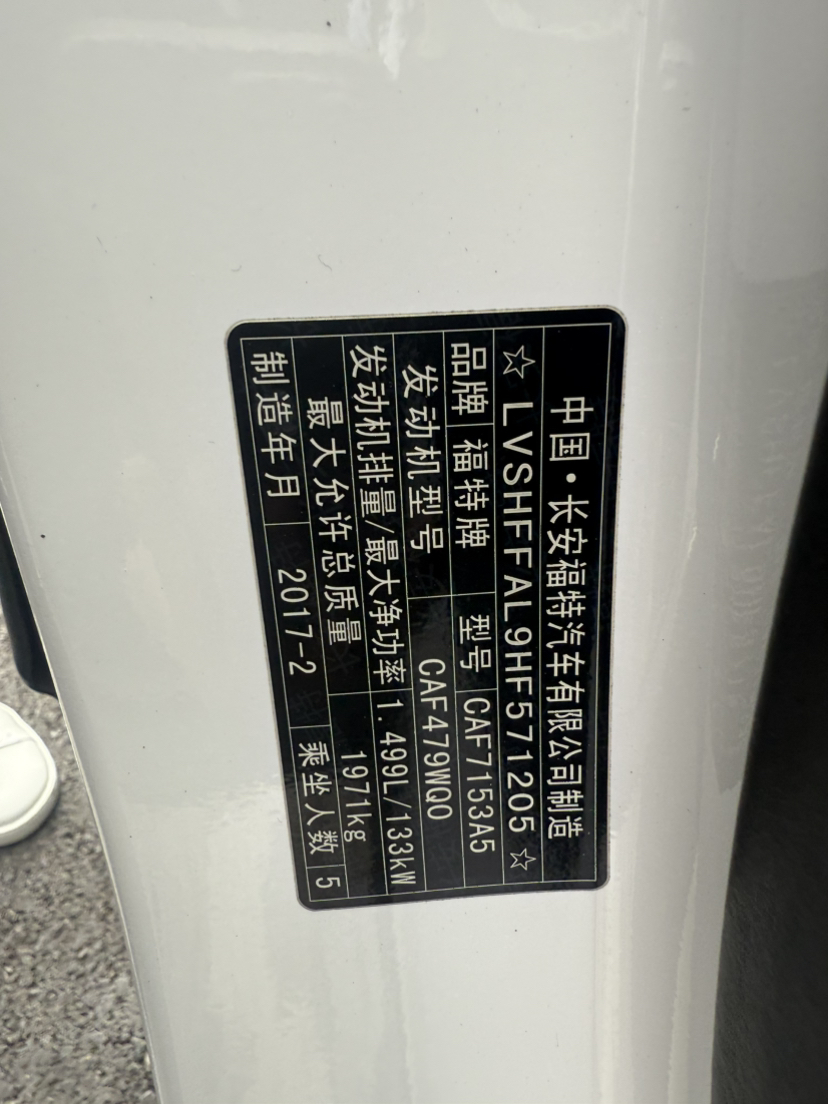 中国·长安福特汽车有限公司制造
☆LVSHFFAL9HF571205☆
品牌 福特牌 型号 CAF7153A5
发动机型号 CAF479WQ0
发动机排量/最大净功率 1.499L/133kW
最大允许总质量 1971kg
制造年月 2017-2 乘坐人数 5